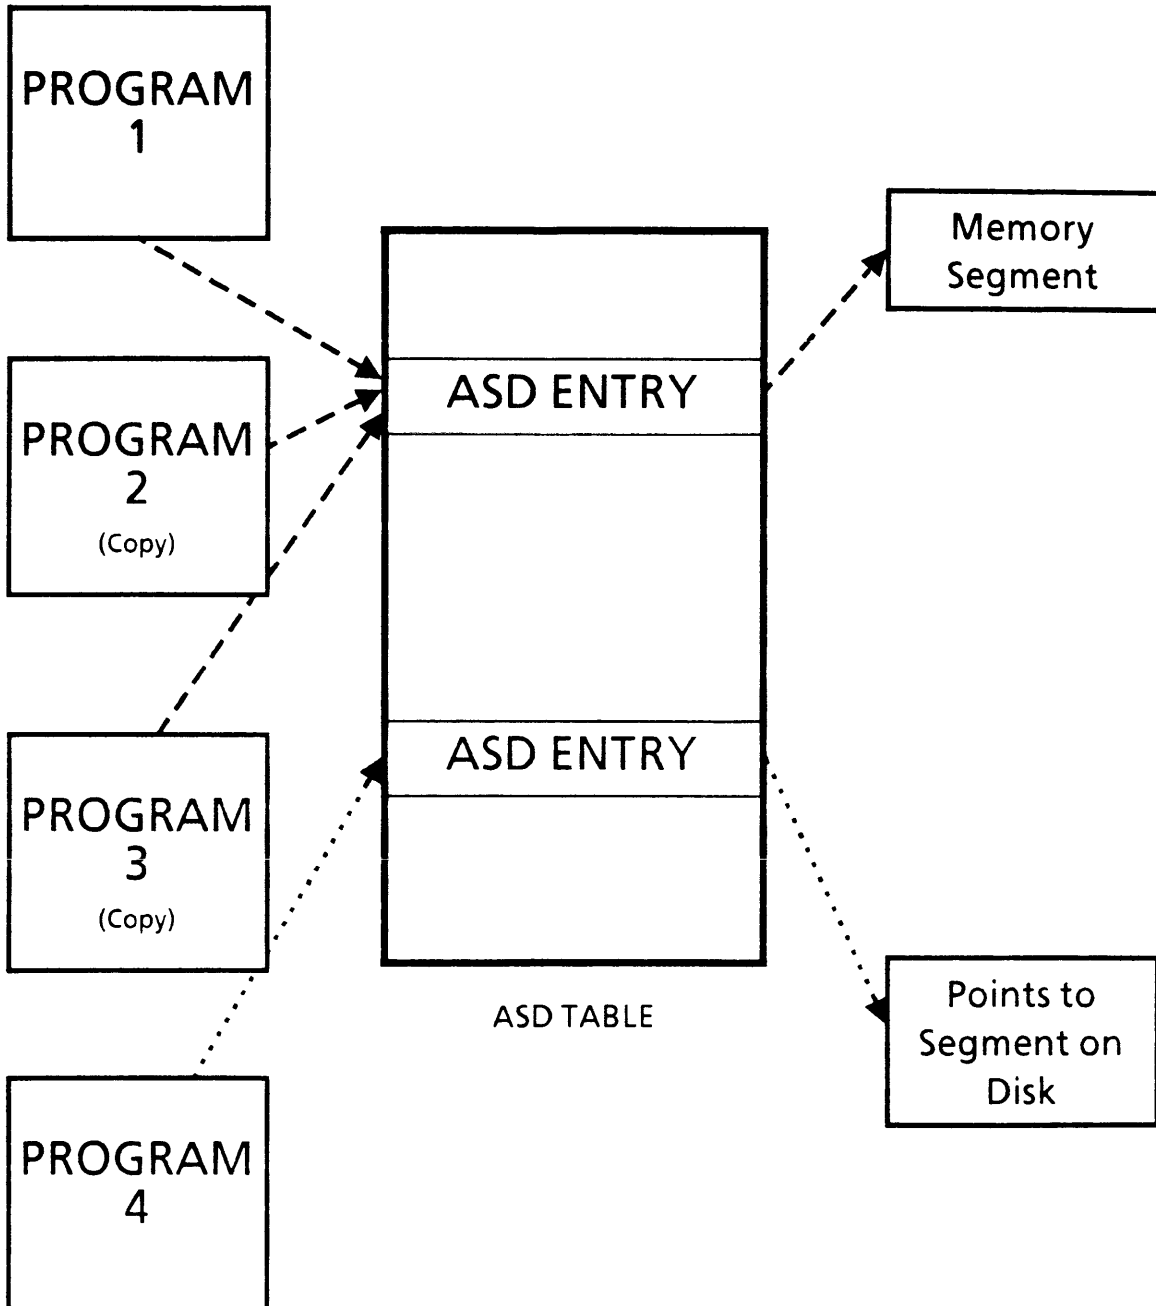 PROGRAM
1
PROGRAM
2
(Copy)
PROGRAM
3
(Copy)
PROGRAM
4
ASD ENTRY
ASD ENTRY
ASD TABLE
Memory
Segment
Points to
Segment on
Disk